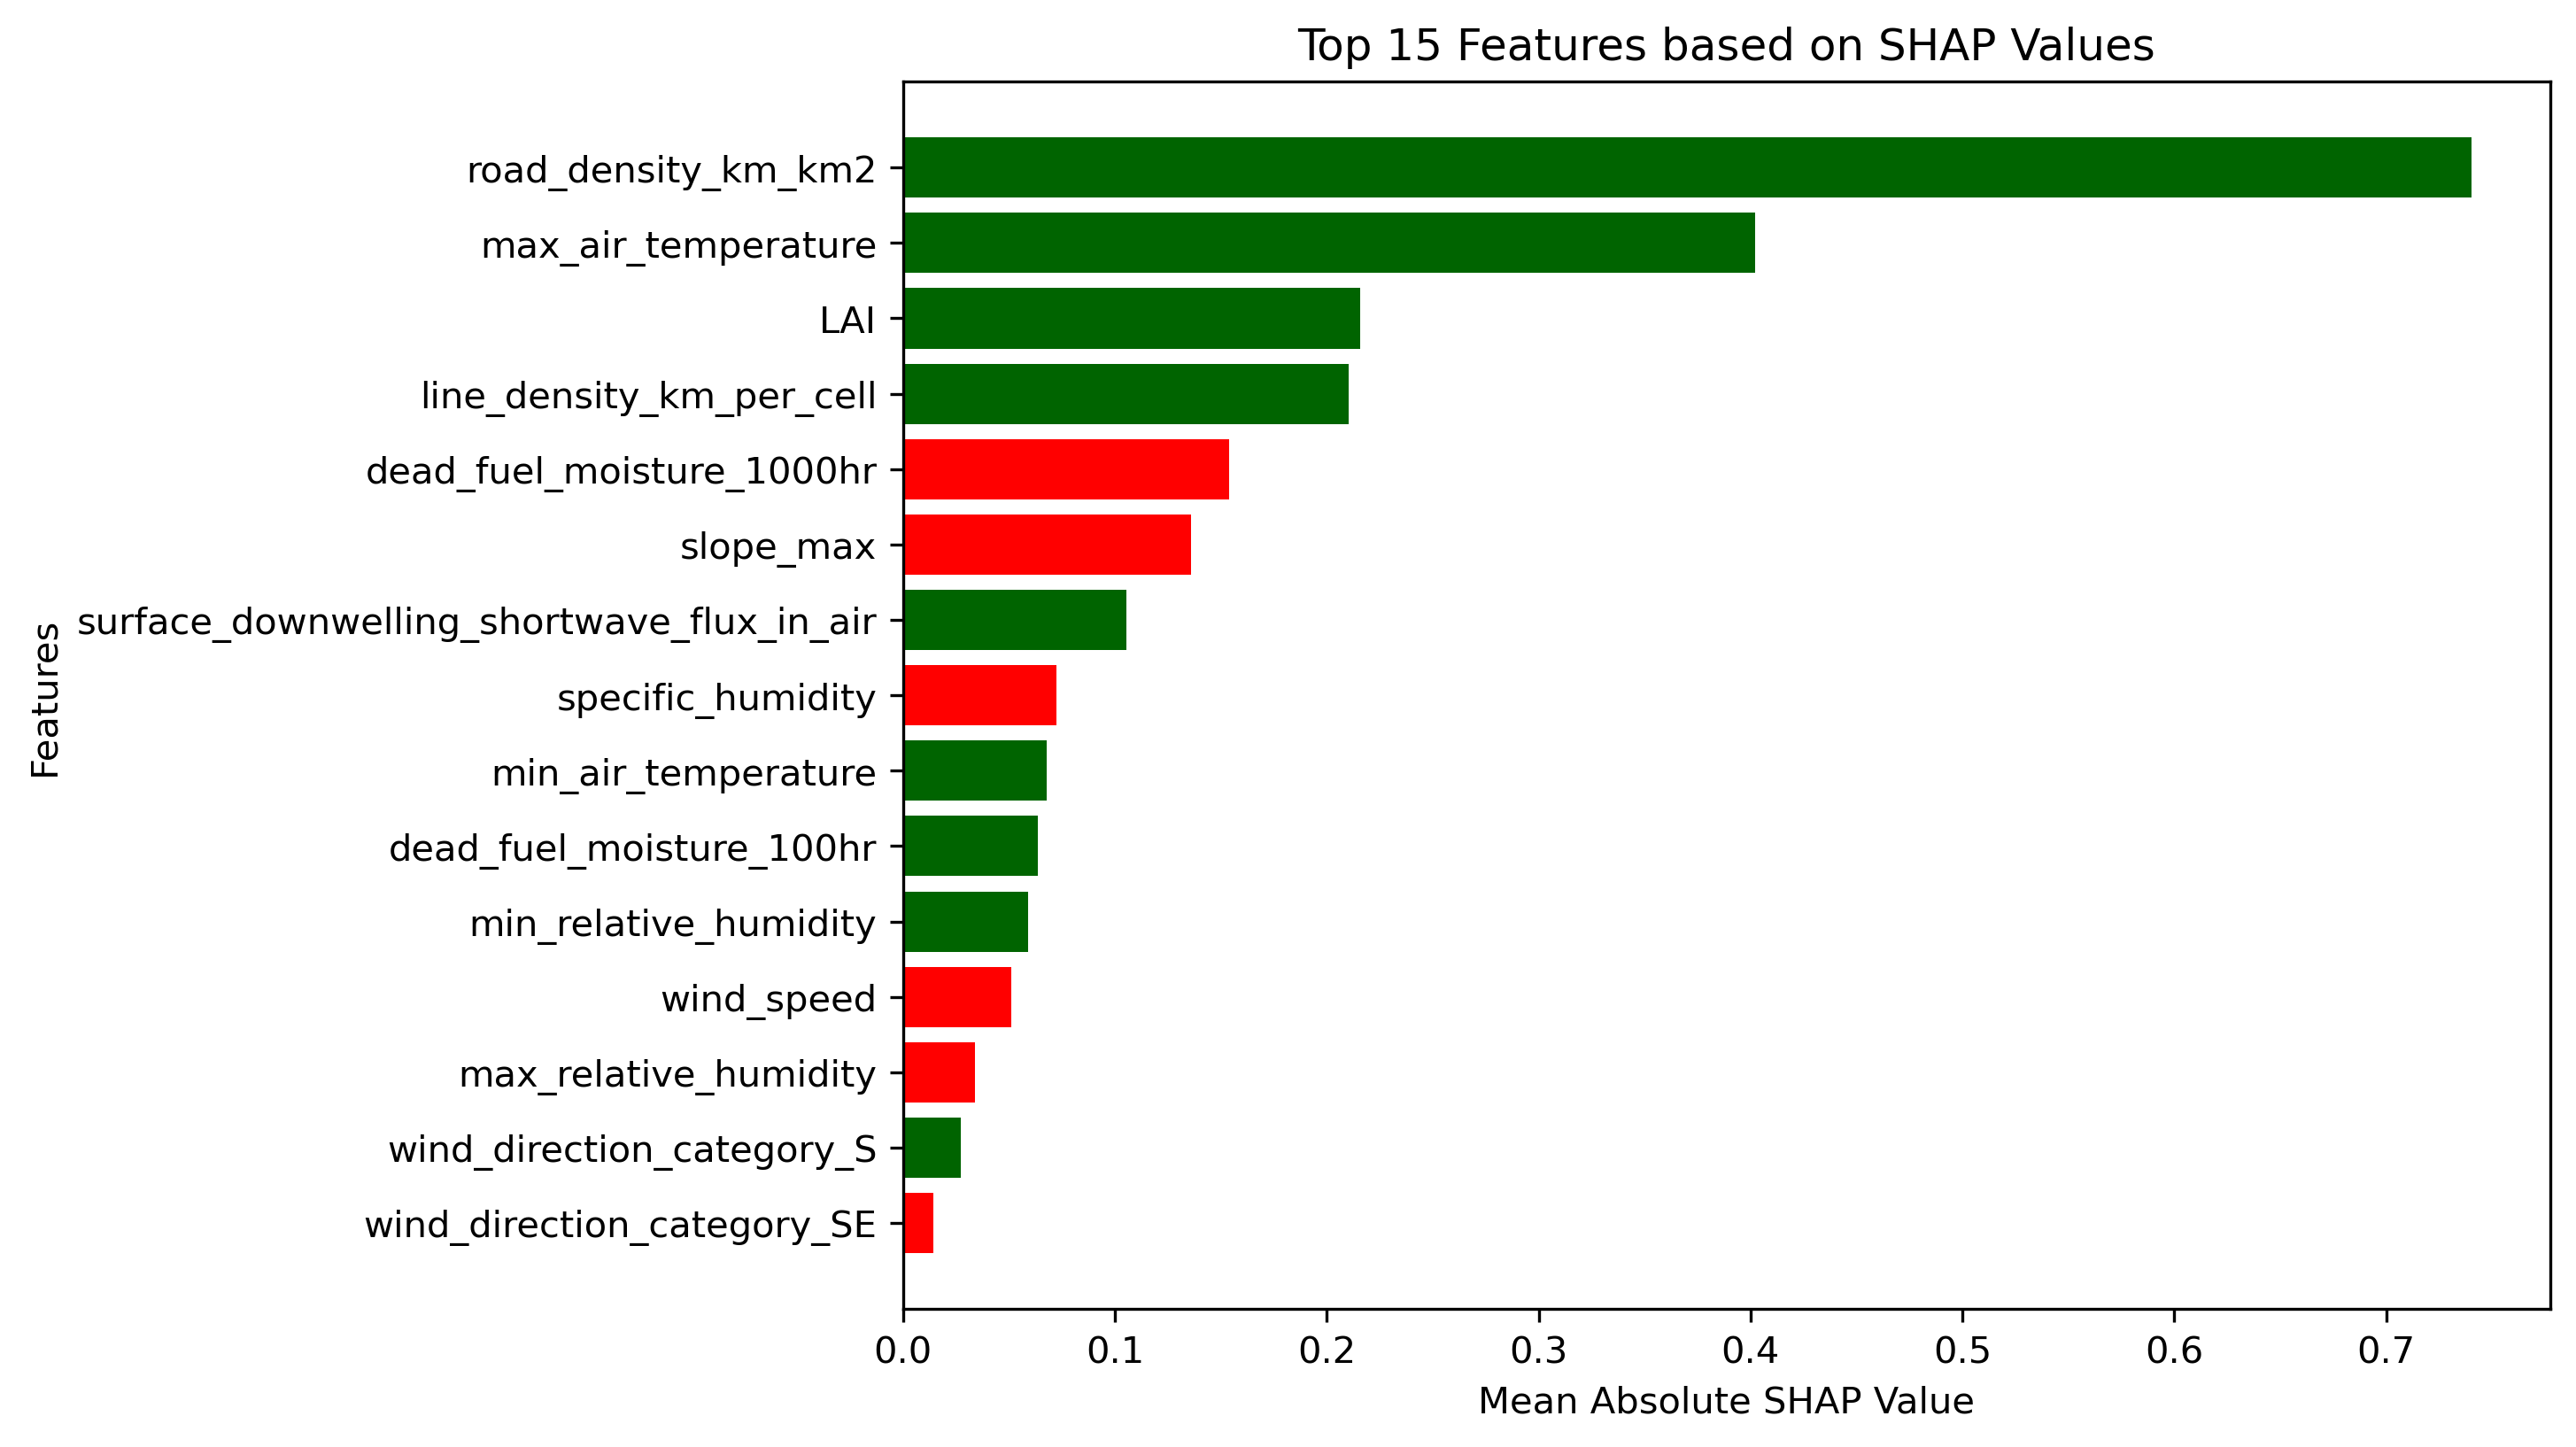 Top 15 Features based on SHAP Values
Features
road_density_km_km2
max_air_temperature
LAI
line_density_km_per_cell
dead_fuel_moisture_1000hr
slope_max
surface_downwelling_shortwave_flux_in_air
specific_humidity
min_air_temperature
dead_fuel_moisture_100hr
min_relative_humidity
wind_speed
max_relative_humidity
wind_direction_category_S
wind_direction_category_SE
0.0 0.1 0.2 0.3 0.4 0.5 0.6 0.7
Mean Absolute SHAP Value